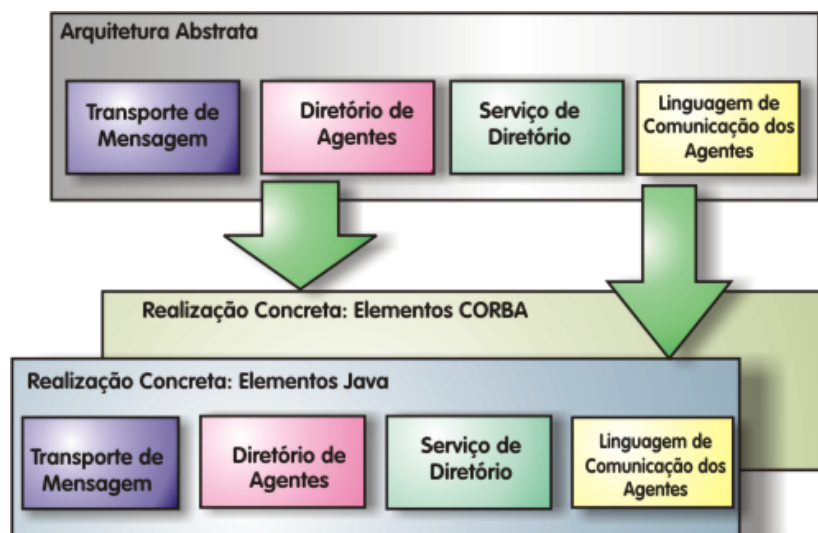 Arquitetura Abstrata
Transporte de
Mensagem
Diretório de
Agentes
Serviço de
Diretório
Linguagem de
Comunicação dos
Agentes
Realização Concreta: Elementos CORBA
Realização Concreta: Elementos Java
Transporte de
Mensagem
Diretório de
Agentes
Serviço de
Diretório
Linguagem de
Comunicação dos
Agentes